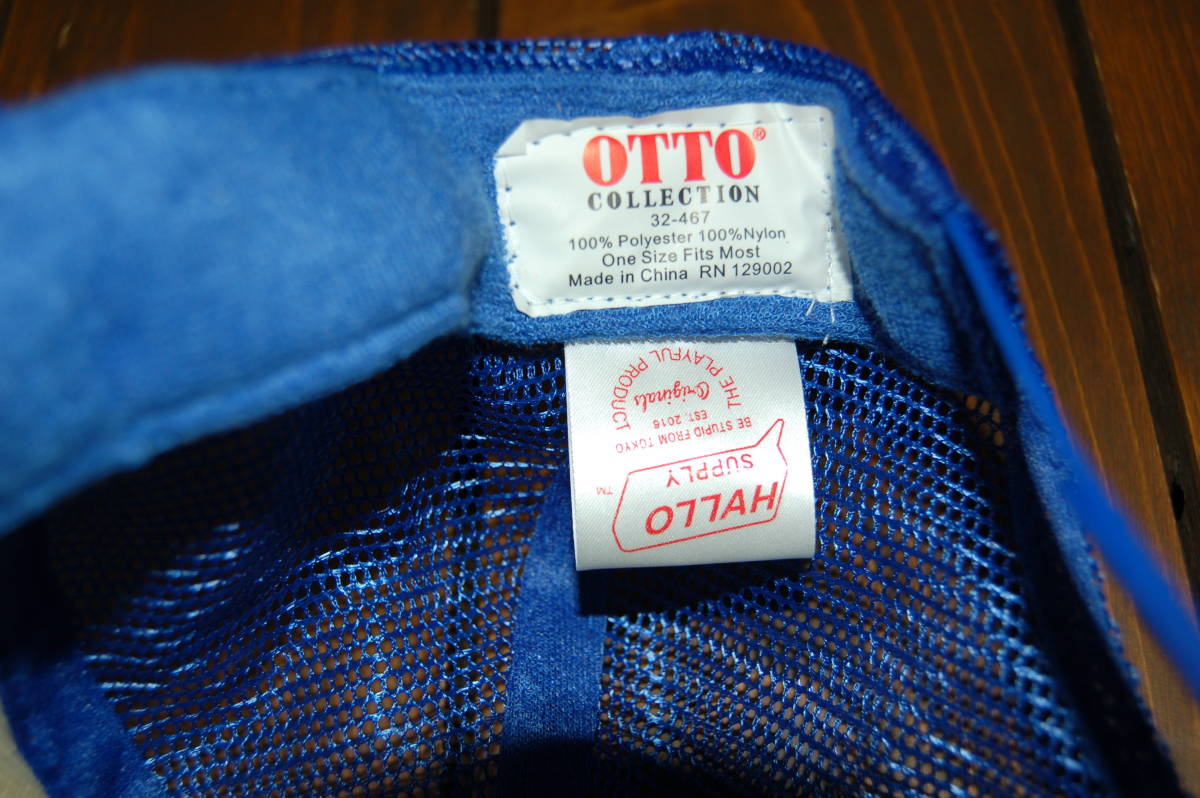 OTTO®
COLLECTION
32-467
100% Polyester 100%Nylon
One Size Fits Most
Made in China RN 129002
HALLO
SUPPLY
TM
BE STUPID FROM TOKYO
EST. 2016
Originals
THE PLAYFUL PRODUCT